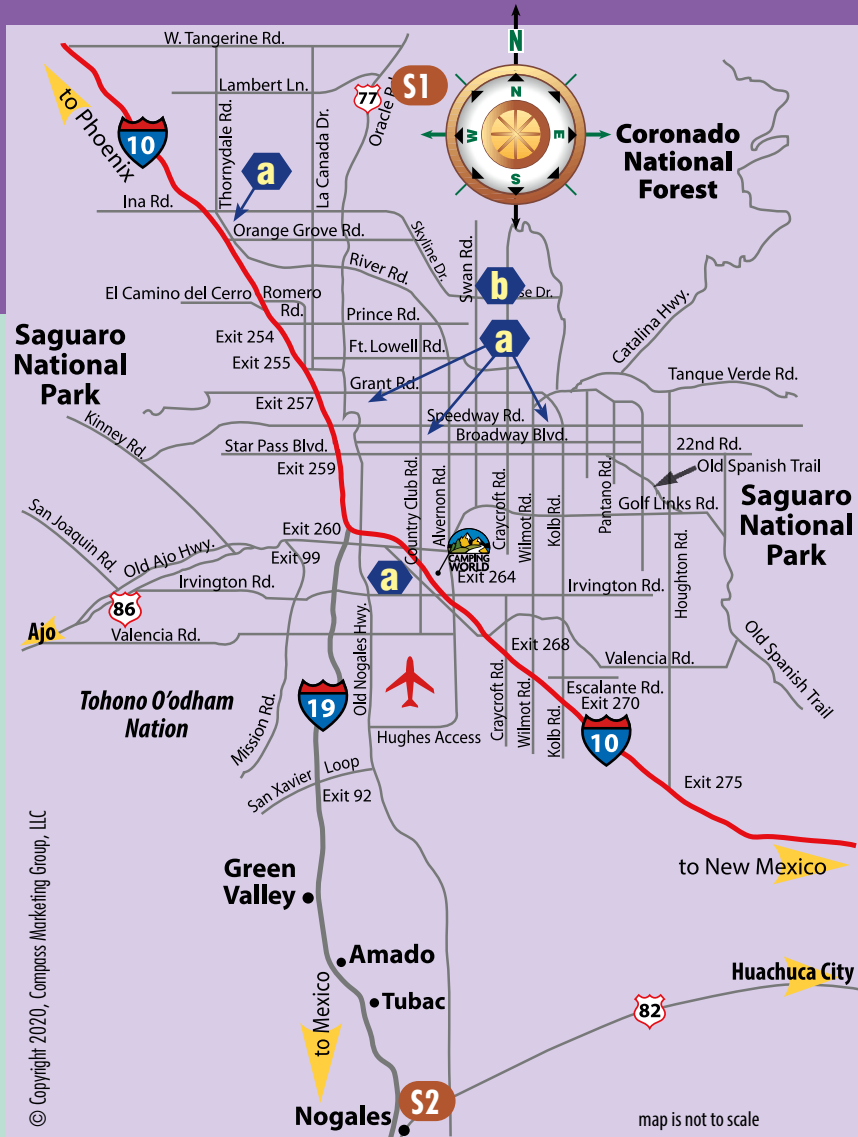 W. Tangerine Rd.
N
Lambert Ln.
77
S1
Oracle
to Phoenix
10
Thornydale Rd.
La Canada Dr.
N
W
E
S
Coronado
National
Forest
a
Ina Rd.
Orange Grove Rd.
Skyline Dr.
Swan Rd.
River Rd.
b
se Dr.
El Camino del Cerro
Romero
Rd.
Prince Rd.
Saguaro
National
Park
Exit 254
Ft. Lowell Rd.
a
Catalina Hwy.
Exit 255
Grant Rd.
Tanque Verde Rd.
Exit 257
Speedway Rd.
Kinney Rd.
Broadway Blvd.
Star Pass Blvd.
22nd Rd.
Exit 259
Old Spanish Trail
Country Club Rd.
Alvernon Rd.
Craycroft Rd.
Wilmot Rd.
Kolb Rd.
Pantano Rd.
Golf Links Rd.
Saguaro
National
Park
San Joaquin Rd.
Exit 260
Old Ajo Hwy.
Exit 99
CAMPING
WORLD
Exit 264
Houghton Rd.
Irvington Rd.
a
Irvington Rd.
86
Ajo
Valencia Rd.
Old Nogales Hwy.
Exit 268
Valencia Rd.
Old Spanish Trail
Tohono O'odham
Nation
Mission Rd.
19
Craycroft Rd.
Wilmot Rd.
Kolb Rd.
Escalante Rd.
Exit 270
10
Hughes Access
San Xavier Loop
Exit 92
Exit 275
Green
Valley
to New Mexico
Amado
Tubac
to Mexico
Huachuca City
82
S2
Nogales
map is not to scale
© Copyright 2020, Compass Marketing Group, LLC